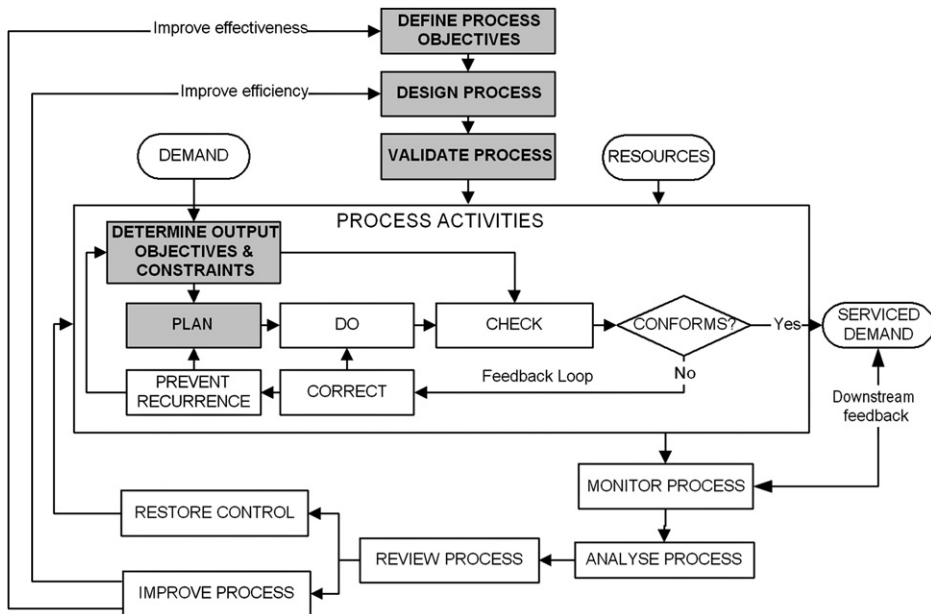 Improve effectiveness
DEFINE PROCESS
OBJECTIVES
Improve efficiency
DESIGN PROCESS
DEMAND
VALIDATE PROCESS
RESOURCES
PROCESS ACTIVITIES
DETERMINE OUTPUT
OBJECTIVES &
CONSTRAINTS
PLAN
DO
CHECK
CONFORMS?
Yes
SERVICED
DEMAND
PREVENT
RECURRENCE
CORRECT
Feedback Loop
No
Downstream
feedback
MONITOR PROCESS
RESTORE CONTROL
REVIEW PROCESS
ANALYSE PROCESS
IMPROVE PROCESS